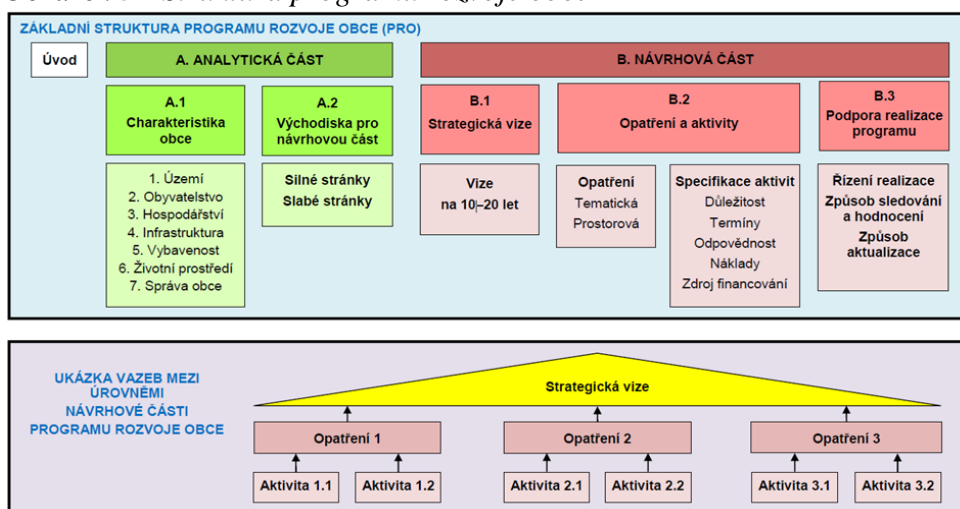 ZÁKLADNÍ STRUKTURA PROGRAMU ROZVOJE OBCE (PRO)
Úvod
A. ANALYTICKÁ ČÁST
B. NÁVRHOVÁ ČÁST
A.1
Charakteristika
obce
A.2
Východiska pro
návrhovou část
B.1
Strategická vize
B.2
Opatření a aktivity
B.3
Podpora realizace
programu
1. Území
2. Obyvatelstvo
3. Hospodářství
4. Infrastruktura
5. Vybavenost
6. Životní prostředí
7. Správa obce
Silné stránky
Slabé stránky
Vize
na 10–20 let
Opatření
Tematická
Prostorová
Specifikace aktivit
Důležitost
Termíny
Odpovědnost
Náklady
Zdroj financování
Řízení realizace
Způsob sledování
a hodnocení
Způsob
aktualizace
UKÁZKA VAZEB MEZI
ÚROVNĚMI
NÁVRHOVÉ ČÁSTI
PROGRAMU ROZVOJE OBCE
Strategická vize
Opatření 1
Opatření 2
Opatření 3
Aktivita 1.1
Aktivita 1.2
Aktivita 2.1
Aktivita 2.2
Aktivita 3.1
Aktivita 3.2